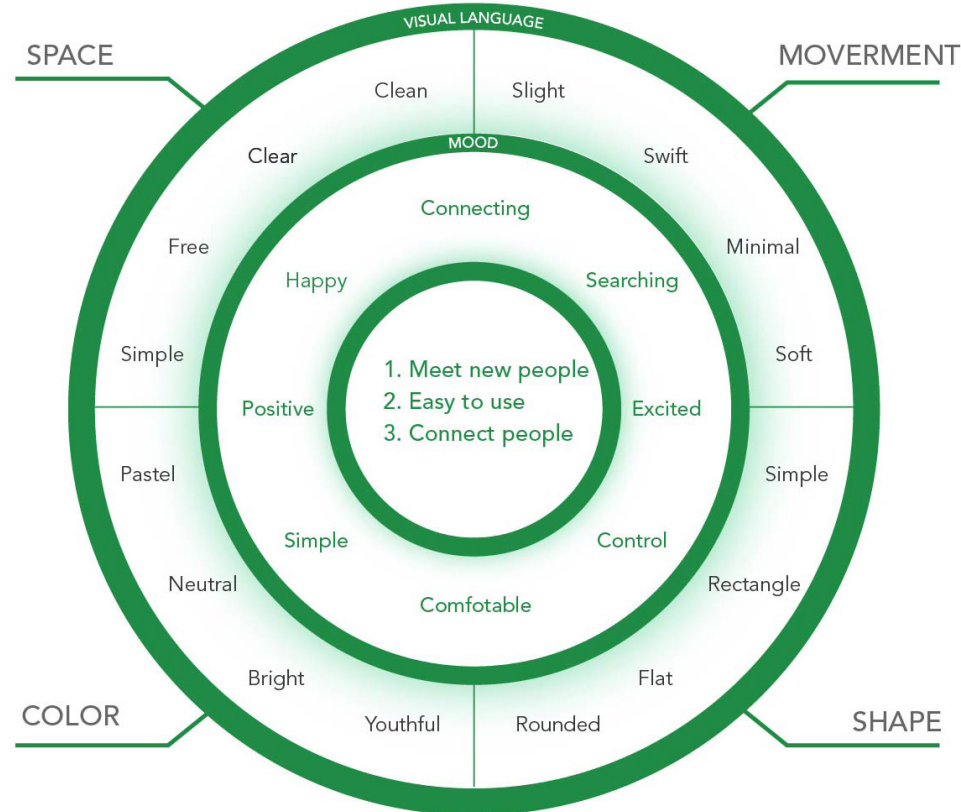 VISUAL LANGUAGE
SPACE
MOVERMENT
Clean
Slight
Clear
Swift
Free
Minimal
Simple
Soft
MOOD
Connecting
Happy
Searching
Positive
Excited
Simple
Control
Comfotable
1. Meet new people
2. Easy to use
3. Connect people
Pastel
Simple
Neutral
Rectangle
Bright
Flat
Youthful
Rounded
COLOR
SHAPE